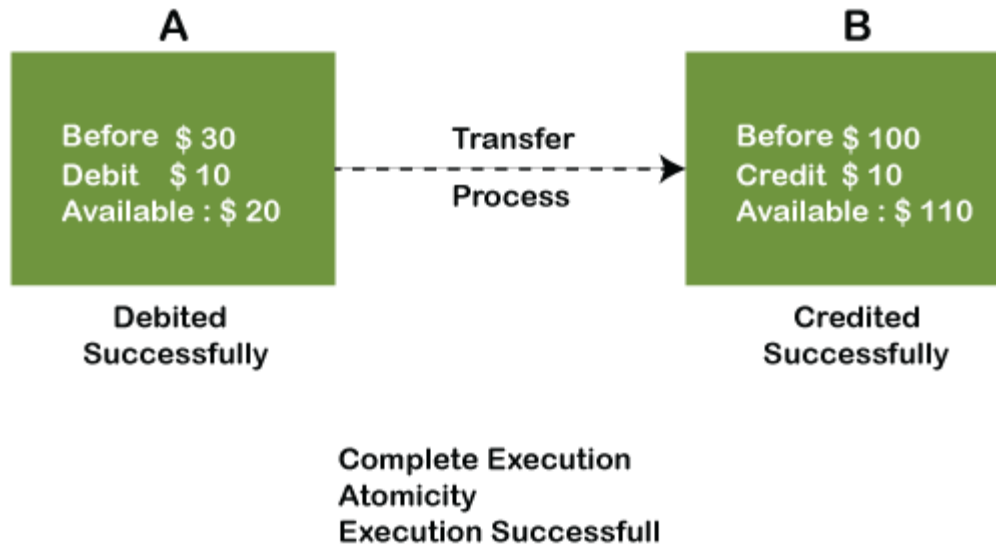 A
B
Before $ 30
Debit $ 10
Available : $ 20
Transfer
Process
Before $ 100
Credit $ 10
Available : $ 110
Debited
Successfully
Credited
Successfully
Complete Execution
Atomicity
Execution Successfull